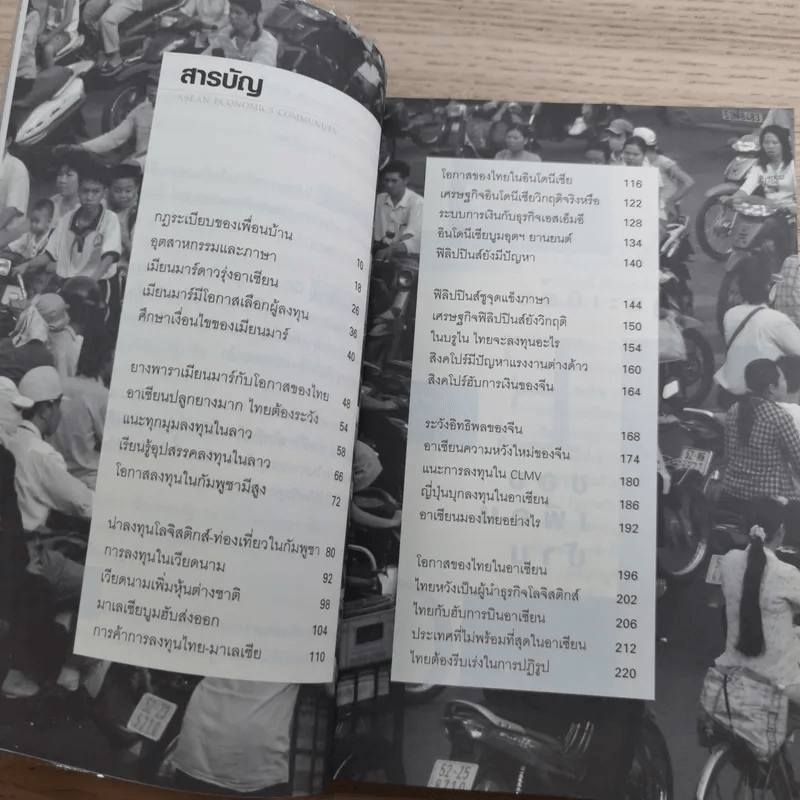 สารบัญ
ASEAN ECONOMICS COMMUNITY
กฎระเบียบของเพื่อนบ้าน
อุตสาหกรรมและภาษา 10
เมียนมาร์ดาวรุ่งอาเซียน 18
เมียนมาร์มีโอกาสเลือกผู้ลงทุน 26
ศึกษาเงื่อนไขของเมียนมาร์ 36
40
ยางพาราเมียนมาร์กับโอกาสของไทย 48
อาเซียนปลูกยางมาก ไทยต้องระวัง 54
แนะทุกมุมลงทุนในลาว 58
เรียนรู้อุปสรรคลงทุนในลาว 66
โอกาสลงทุนในกัมพูชามีสูง 72
น่าลงทุนโลจิสติกส์-ท่องเที่ยวในกัมพูชา 80
การลงทุนในเวียดนาม 92
เวียดนามเพิ่มหุ้นต่างชาติ 98
มาเลเซียบูมฮับส่งออก 104
การค้าการลงทุนไทย-มาเลเซีย 110
โอกาสของไทยในอินโดนีเซีย 116
เศรษฐกิจอินโดนีเซียวิกฤติจริงหรือ 122
ระบบการเงินกับธุรกิจเอสเอ็มอี 128
อินโดนีเซียบูมอุตฯ ยานยนต์ 134
ฟิลิปปินส์ยังมีปัญหา 140
ฟิลิปปินส์ชูจุดแข็งภาษา 144
เศรษฐกิจฟิลิปปินส์ยังวิกฤติ 150
ในบรูไน ไทยจะลงทุนอะไร 154
สิงคโปร์มีปัญหาแรงงานต่างด้าว 160
สิงคโปร์ฮับการเงินของจีน 164
ระวังอิทธิพลของจีน 168
อาเซียนความหวังใหม่ของจีน 174
แนะการลงทุนใน CLMV 180
ญี่ปุ่นบุกลงทุนในอาเซียน 186
อาเซียนมองไทยอย่างไร 192
โอกาสของไทยในอาเซียน 196
ไทยหวังเป็นผู้นำธุรกิจโลจิสติกส์ 202
ไทยกับฮับการบินอาเซียน 206
ประเทศที่ไม่พร้อมที่สุดในอาเซียน 212
ไทยต้องรีบเร่งในการปฏิรูป 220